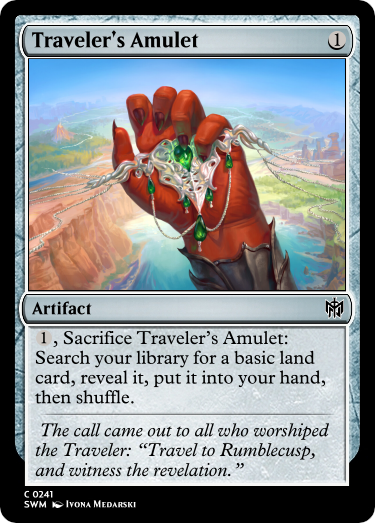 Traveler's Amulet 1
Artifact
1 , Sacrifice Traveler's Amulet:
Search your library for a basic land
card, reveal it, put it into your hand,
then shuffle.
The call came out to all who worshiped
the Traveler: “Travel to Rumblecusp,
and witness the revelation.”
C 0241
SWM Ivona Medarski